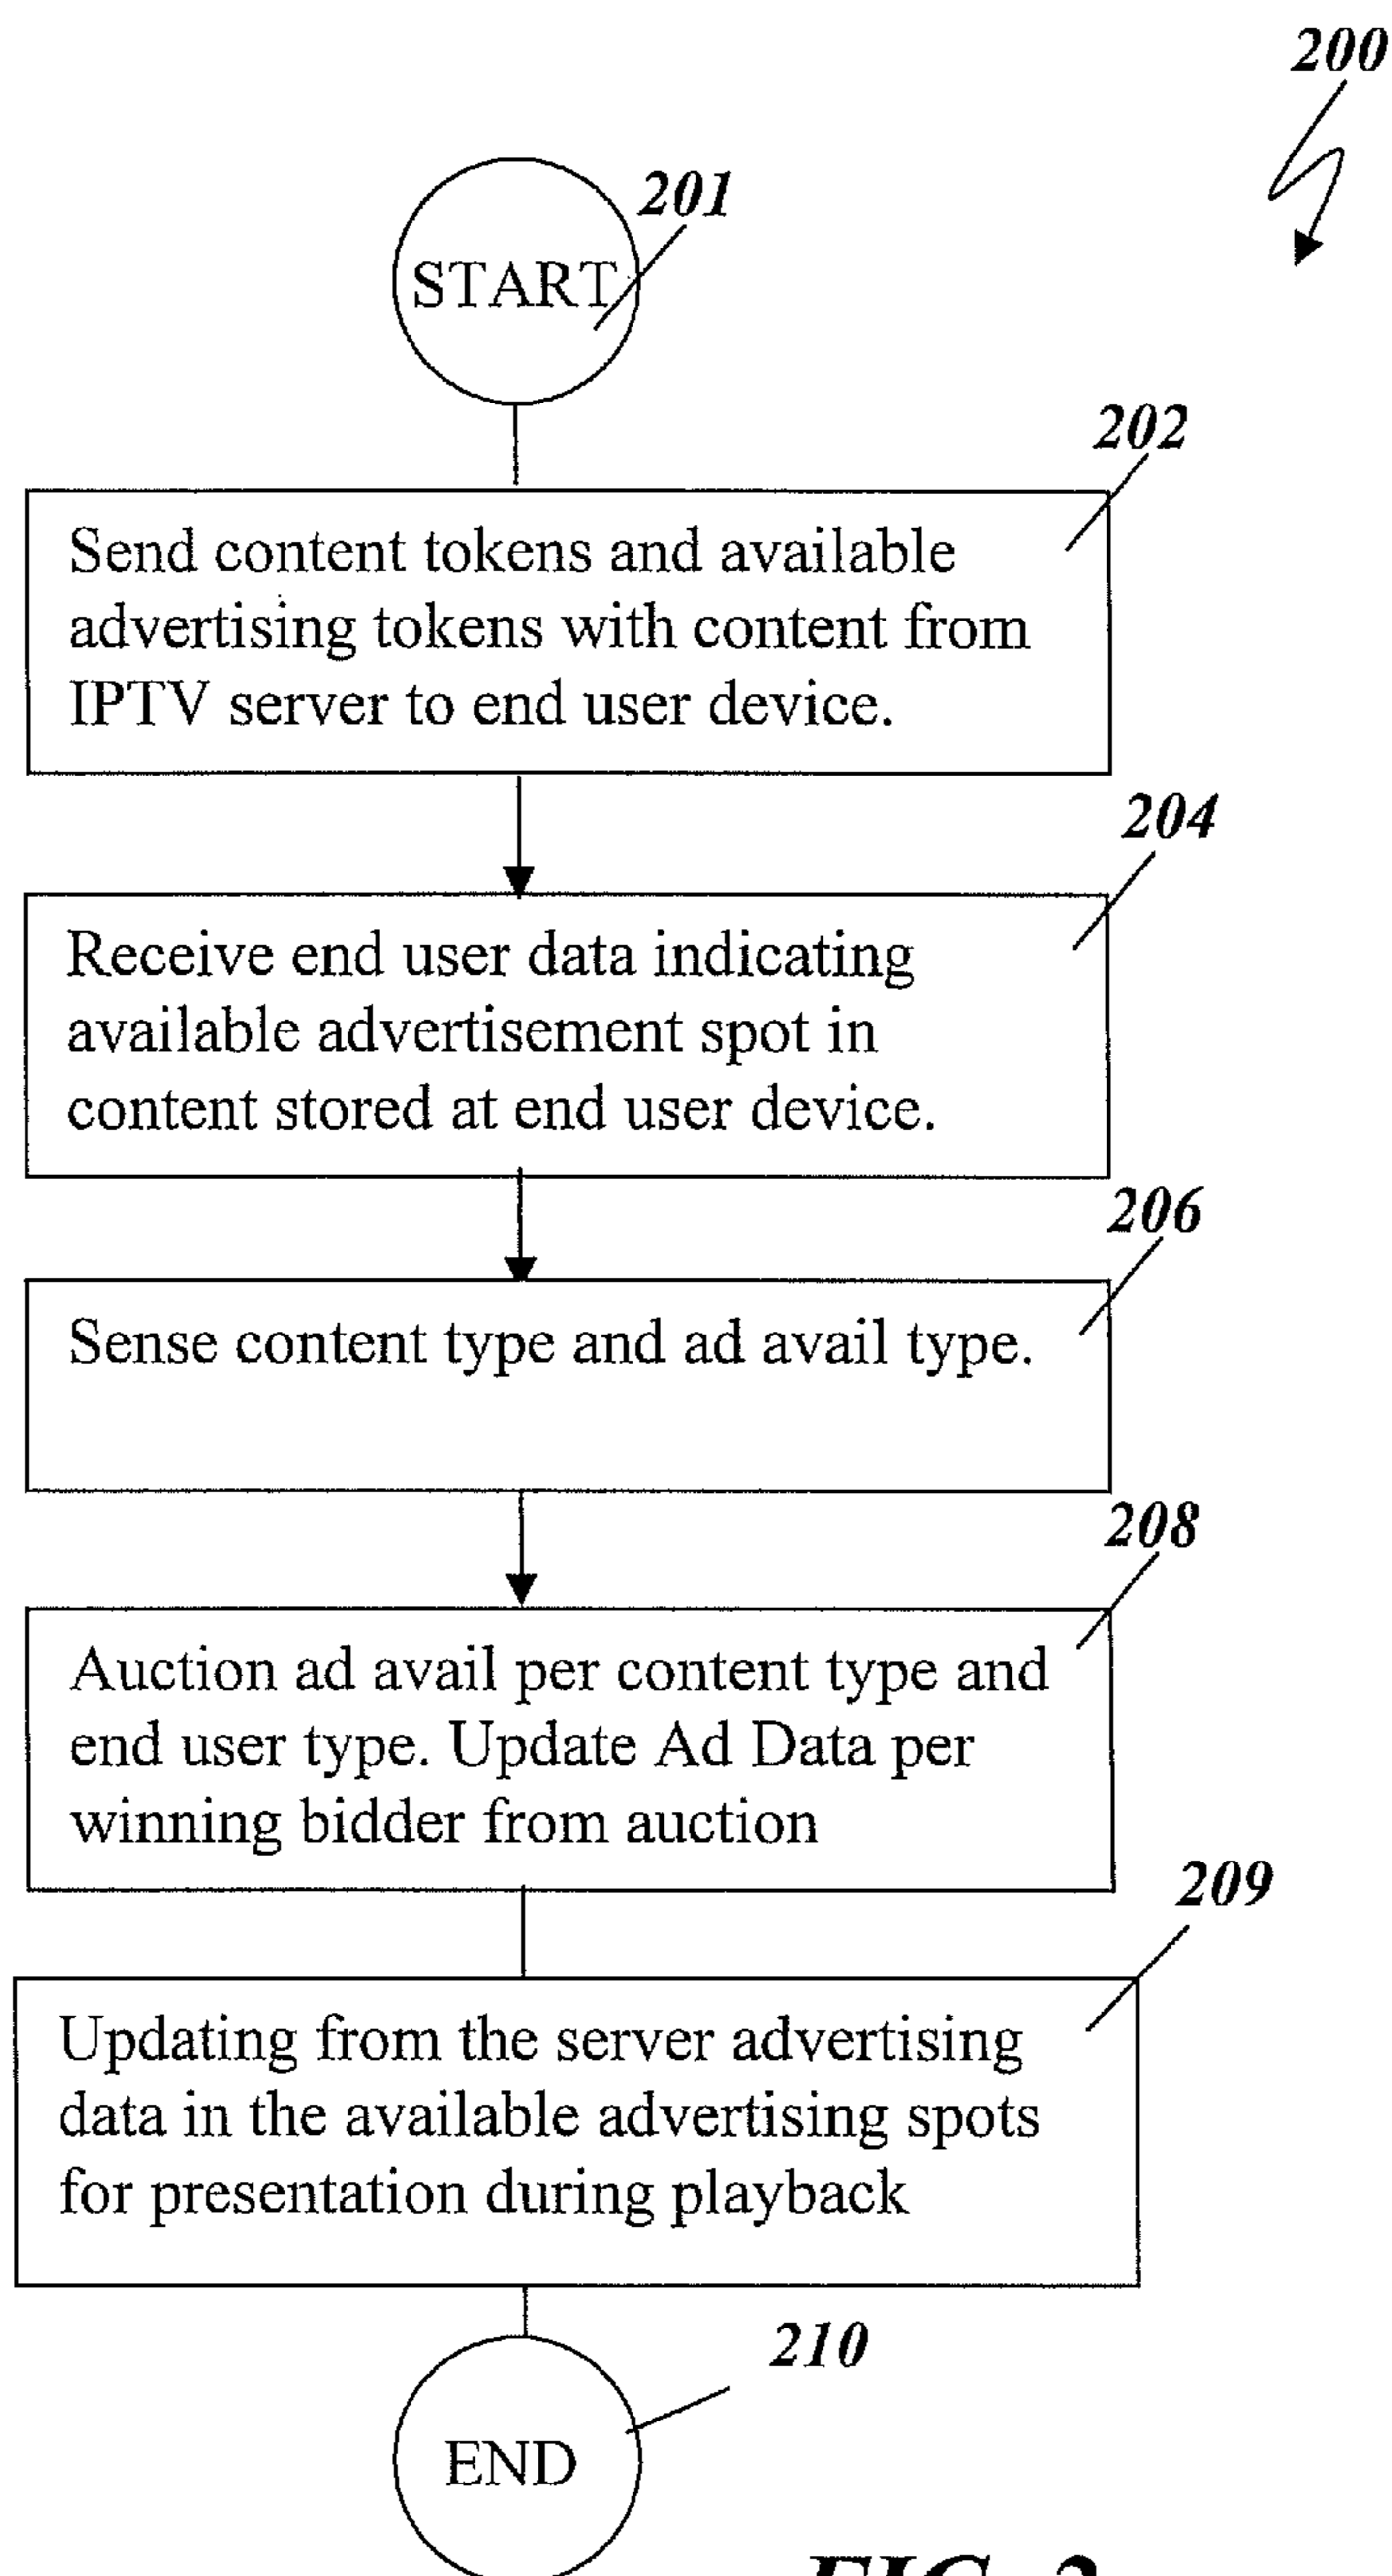 200
201
START
202
Send content tokens and available
advertising tokens with content from
IPTV server to end user device.
204
Receive end user data indicating
available advertisement spot in
content stored at end user device.
206
Sense content type and ad avail type.
208
Auction ad avail per content type and
end user type. Update Ad Data per
winning bidder from auction
209
Updating from the server advertising
data in the available advertising spots
for presentation during playback
210
END